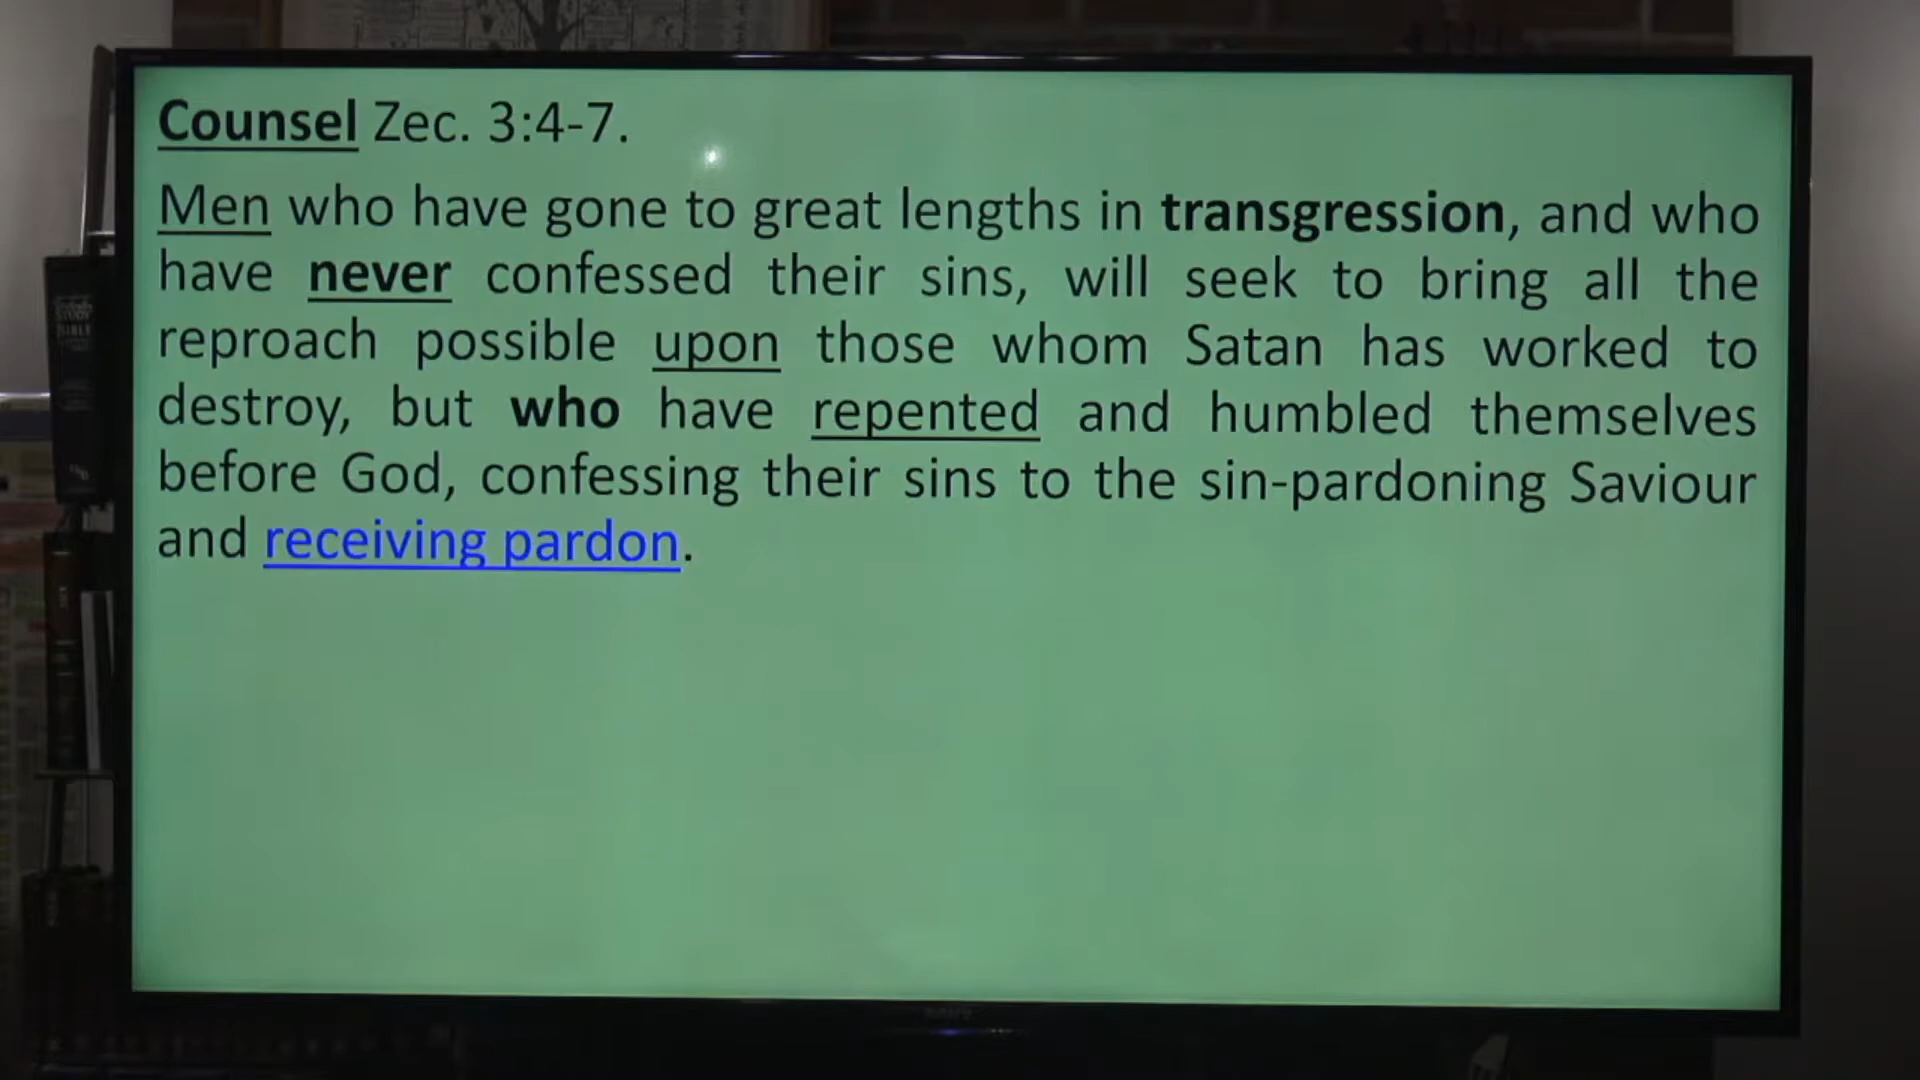 Counsel Zec. 3:4-7.
Men who have gone to great lengths in transgression, and who
have never confessed their sins, will seek to bring all the
reproach possible upon those whom Satan has worked to
destroy, but who have repented and humbled themselves
before God, confessing their sins to the sin-pardoning Saviour
and receiving pardon.
STUDY
BIBLE